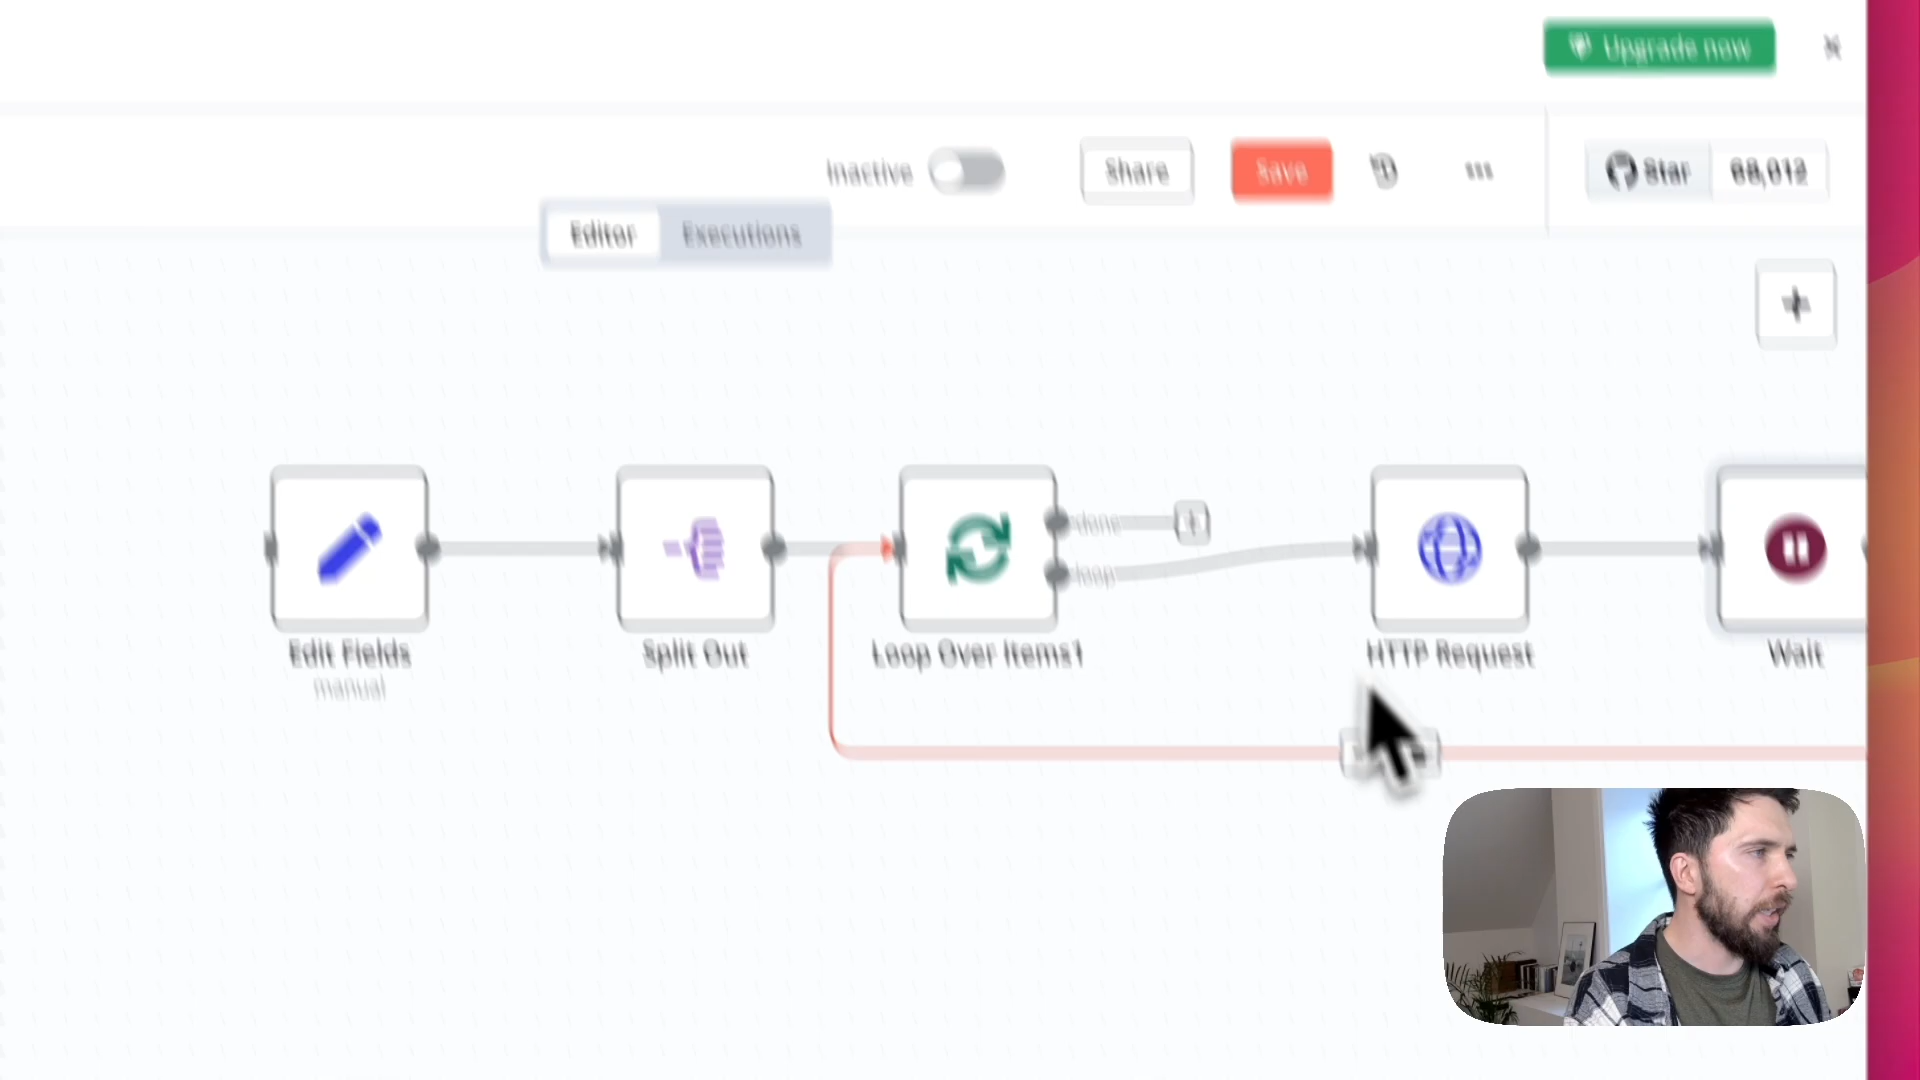 Upgrade now
Inactive
Share
Save
Star
68,012
Editor
Executions
done
loop
Edit Fields
manual
Split Out
Loop Over Items1
HTTP Request
Wait